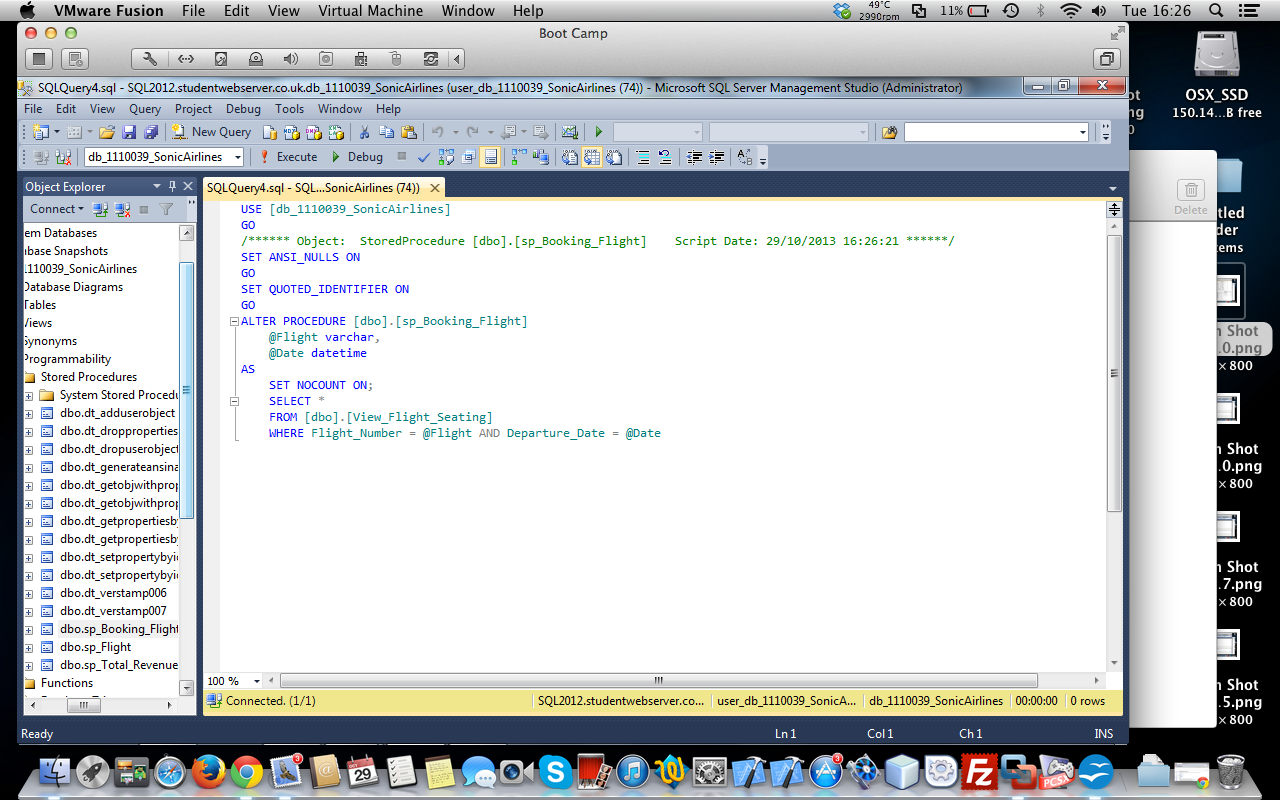 VMware Fusion File Edit View Virtual Machine Window Help 49°C 2990rpm 11% Tue 16:26
Boot Camp
SQLQuery4.sql - SQL2012.studentwebserver.co.uk.db_1110039_SonicAirlines (user_db_1110039_SonicAirlines (74)) - Microsoft SQL Server Management Studio (Administrator)
File Edit View Query Project Debug Tools Window Help
New Query
db_1110039_SonicAirlines Execute Debug
Object Explorer
Connect
em Databases
abase Snapshots
1110039_SonicAirlines
Database Diagrams
Tables
Views
Synonyms
Programmability
Stored Procedures
System Stored Procedu
dbo.dt_adduserobject
dbo.dt_dropproperties
dbo.dt_dropuserobject
dbo.dt_generateansina
dbo.dt_getobjwithprop
dbo.dt_getobjwithprop
dbo.dt_getpropertiesby
dbo.dt_getpropertiesby
dbo.dt_setpropertybyid
dbo.dt_setpropertybyid
dbo.dt_verstamp006
dbo.dt_verstamp007
dbo.sp_Booking_Flight
dbo.sp_Flight
dbo.sp_Total_Revenue
Functions
SQLQuery4.sql - SQL...SonicAirlines (74))
USE [db_1110039_SonicAirlines]
GO
/****** Object:  StoredProcedure [dbo].[sp_Booking_Flight]    Script Date: 29/10/2013 16:26:21 ******/
SET ANSI_NULLS ON
GO
SET QUOTED_IDENTIFIER ON
GO
ALTER PROCEDURE [dbo].[sp_Booking_Flight]
@Flight varchar,
@Date datetime
AS
SET NOCOUNT ON;
SELECT *
FROM [dbo].[View_Flight_Seating]
WHERE Flight_Number = @Flight AND Departure_Date = @Date
100 %
Connected. (1/1) SQL2012.studentwebserver.co... user_db_1110039_SonicA... db_1110039_SonicAirlines 00:00:00 0 rows
Ready Ln 1 Col 1 Ch 1 INS
OSX_SSD
150.14...B free
ot
g
0
Delete
tled
der
ems
n Shot
.0.png
× 800
n Shot
.0.png
× 800
n Shot
.7.png
× 800
n Shot
.5.png
× 800
3
OCT
29
3